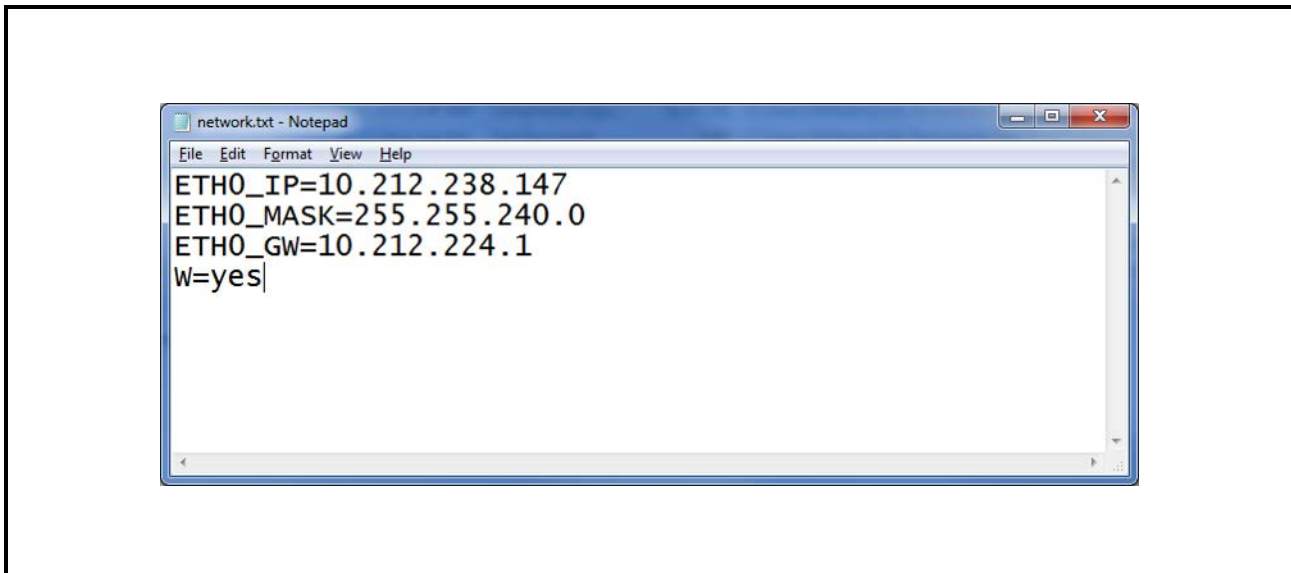 network.txt - Notepad
File Edit Format View Help
ETH0_IP=10.212.238.147
ETH0_MASK=255.255.240.0
ETH0_GW=10.212.224.1
W=yes